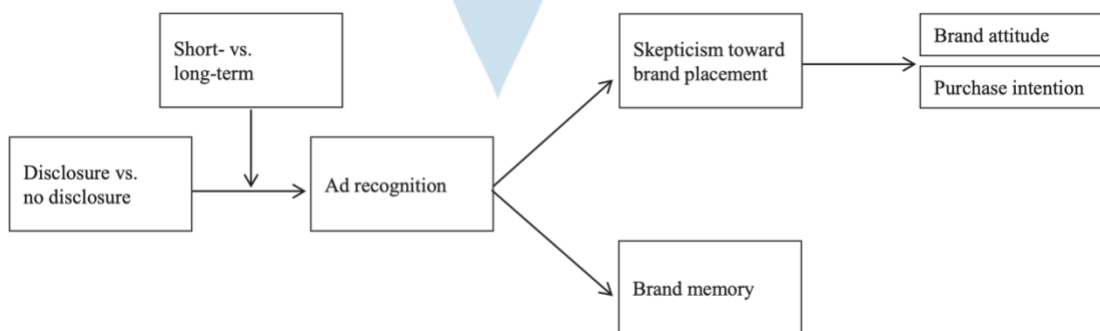 Short- vs.
long-term
Skepticism toward
brand placement
Brand attitude
Purchase intention
Disclosure vs.
no disclosure
Ad recognition
Brand memory